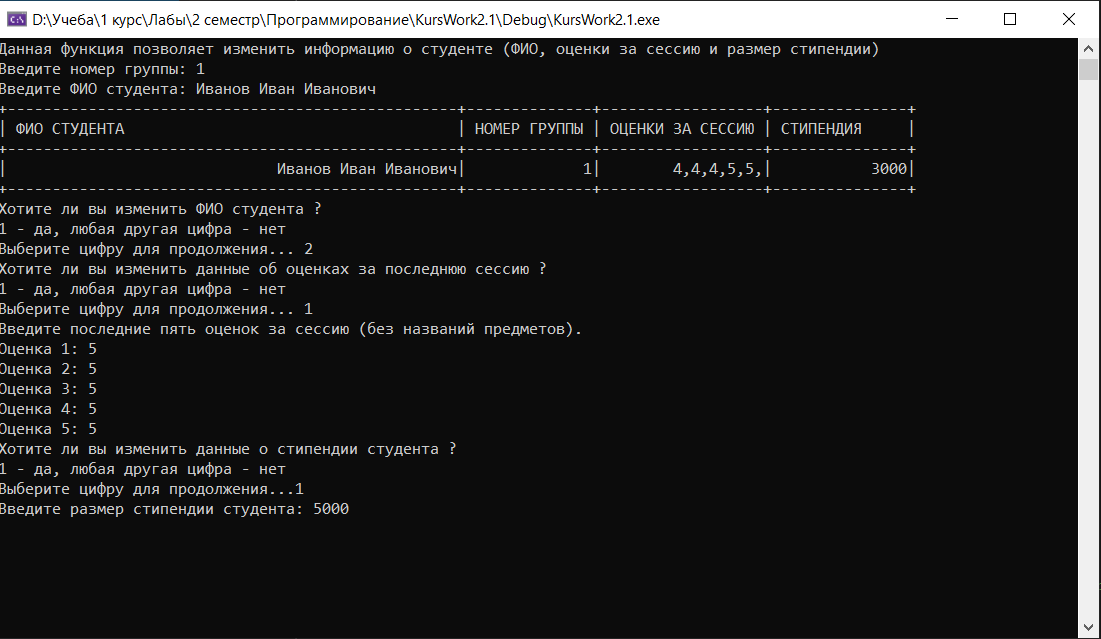 D:\Учеба\1 курс\Лабы\2 семестр\Программирование\KursWork2.1\Debug\KursWork2.1.exe
Данная функция позволяет изменить информацию о студенте (ФИО, оценки за сессию и размер стипендии)
Введите номер группы: 1
Введите ФИО студента: Иванов Иван Иванович
+--------------------------------------------------+--------------+------------------+---------------+
| ФИО СТУДЕНТА                                     | НОМЕР ГРУППЫ | ОЦЕНКИ ЗА СЕССИЮ | СТИПЕНДИЯ     |
+--------------------------------------------------+--------------+------------------+---------------+
|                              Иванов Иван Иванович|             1|        4,4,4,5,5,|           3000|
+--------------------------------------------------+--------------+------------------+---------------+
Хотите ли вы изменить ФИО студента ?
1 - да, любая другая цифра - нет
Выберите цифру для продолжения... 2
Хотите ли вы изменить данные об оценках за последнюю сессию ?
1 - да, любая другая цифра - нет
Выберите цифру для продолжения... 1
Введите последние пять оценок за сессию (без названий предметов).
Оценка 1: 5
Оценка 2: 5
Оценка 3: 5
Оценка 4: 5
Оценка 5: 5
Хотите ли вы изменить данные о стипендии студента ?
1 - да, любая другая цифра - нет
Выберите цифру для продолжения...1
Введите размер стипендии студента: 5000